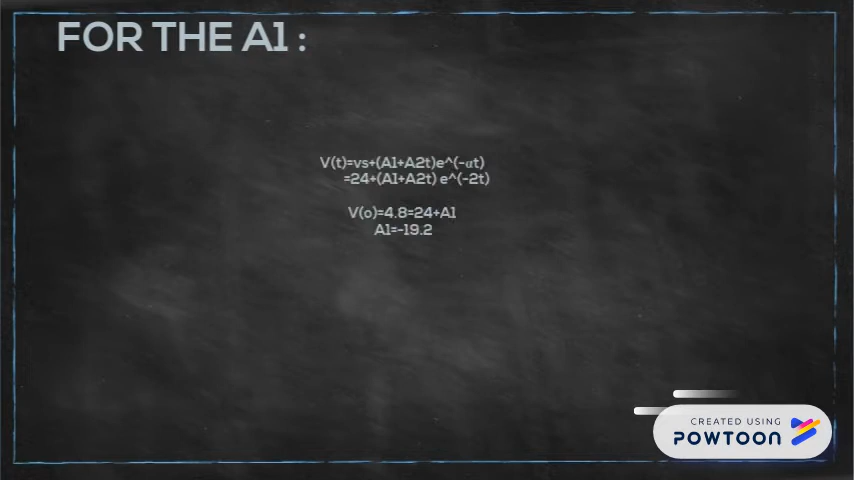 FOR THE A1 :
V(t)=vs+(A1+A2t)e^(-αt)
=24+(A1+A2t) e^(-2t)
V(o)=4.8=24+A1
A1=-19.2
CREATED USING
POWTOON